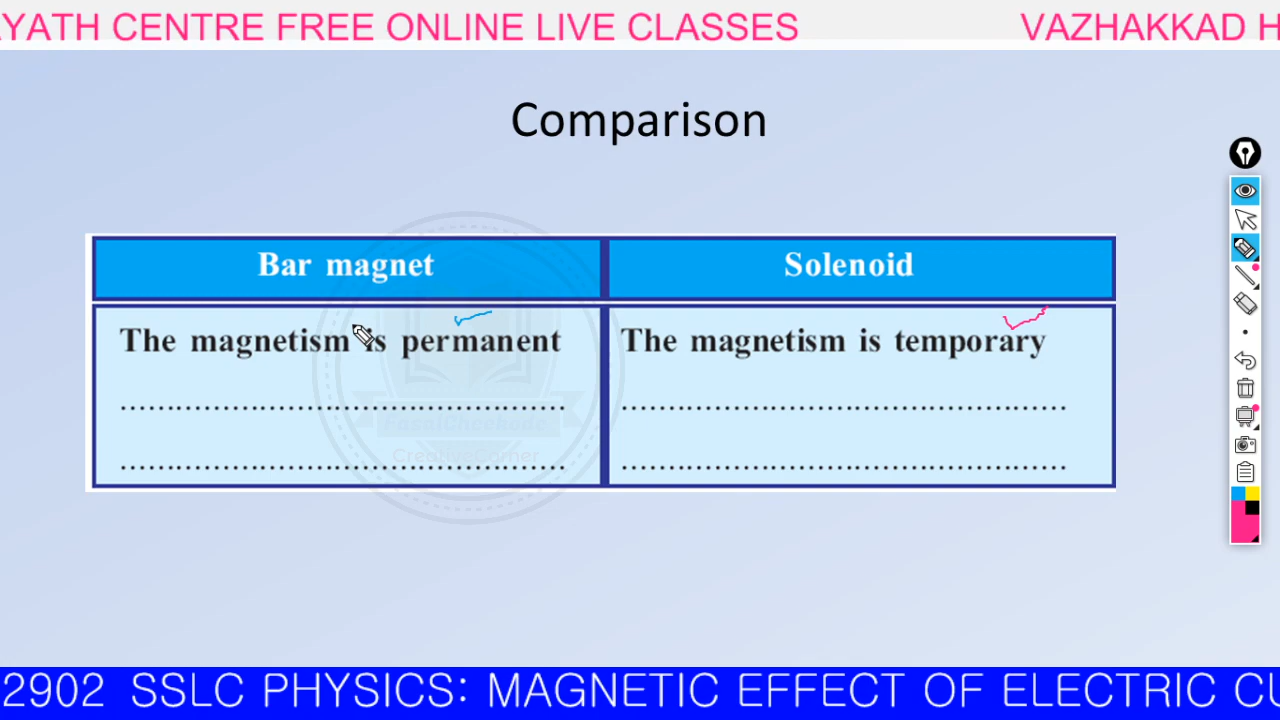 YATH CENTRE FREE ONLINE LIVE CLASSES VAZHAKKAD H
Comparison
Bar magnet Solenoid
The magnetism is permanent The magnetism is temporary
............................................ ............................................
............................................ ............................................
CreativeCorner
2902 SSLC PHYSICS: MAGNETIC EFFECT OF ELECTRIC CU